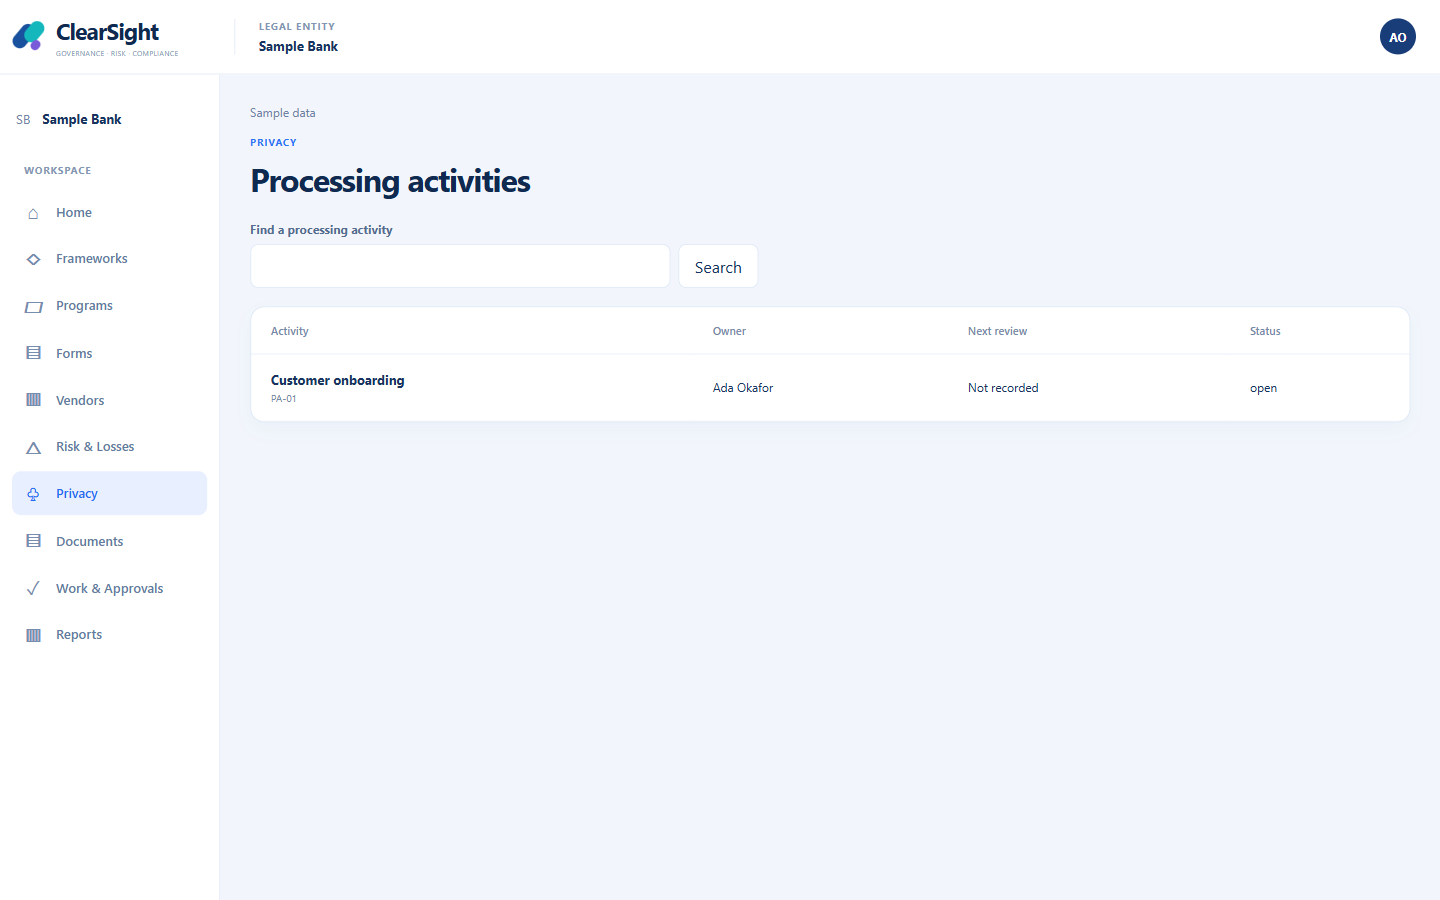 ClearSight
GOVERNANCE · RISK · COMPLIANCE
LEGAL ENTITY
Sample Bank
AO
SB Sample Bank
WORKSPACE
Home
Frameworks
Programs
Forms
Vendors
Risk & Losses
Privacy
Documents
Work & Approvals
Reports
Sample data
PRIVACY
Processing activities
Find a processing activity
Search
Activity Owner Next review Status
Customer onboarding Ada Okafor Not recorded open
PA-01